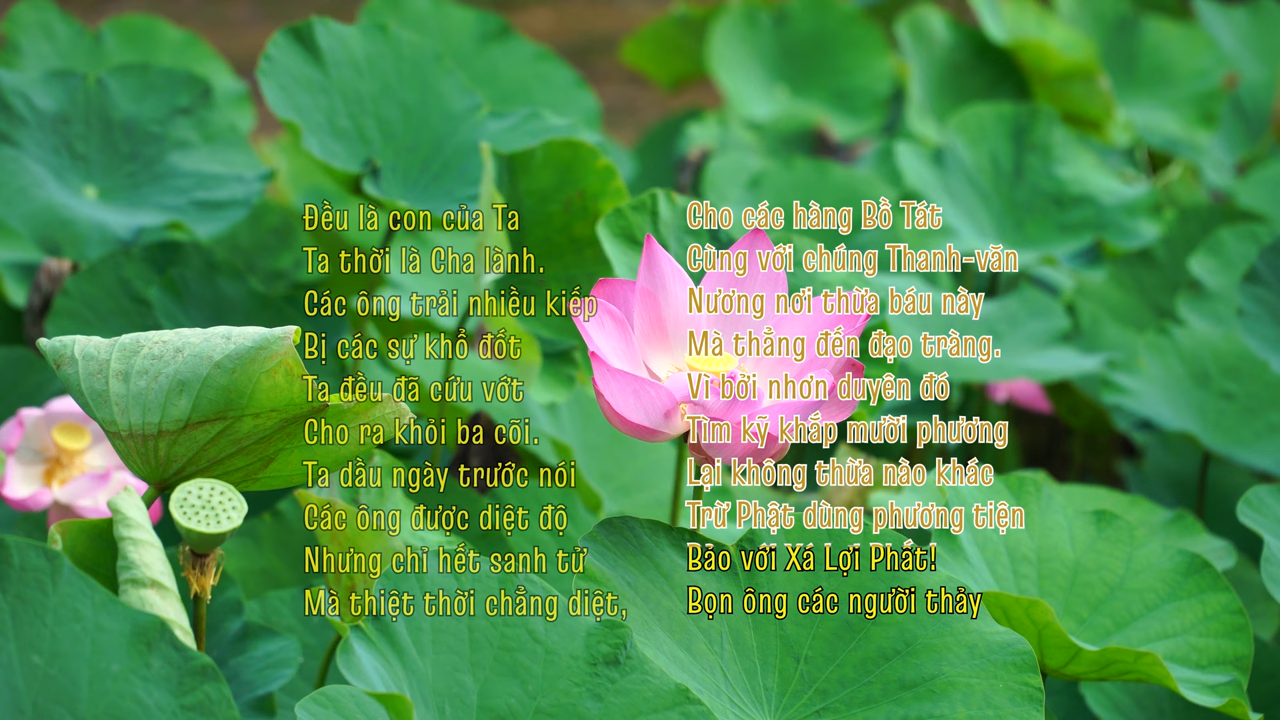 Đều là con của Ta
Ta thời là Cha lành.
Các ông trải nhiều kiếp
Bị các sự khổ đốt
Ta đều đã cứu vớt
Cho ra khỏi ba cõi.
Ta dầu ngày trước nói
Các ông được diệt độ
Nhưng chỉ hết sanh tử
Mà thiệt thời chẳng diệt,
Cho các hàng Bồ Tát
Cùng với chúng Thanh-văn
Nương nơi thừa báu này
Mà thẳng đến đạo tràng.
Vì bởi nhơn duyên đó
Tìm kỹ khắp mười phương
Lại không thừa nào khác
Trừ Phật dùng phương tiện
Bảo với Xá Lợi Phất!
Bọn ông các người thảy